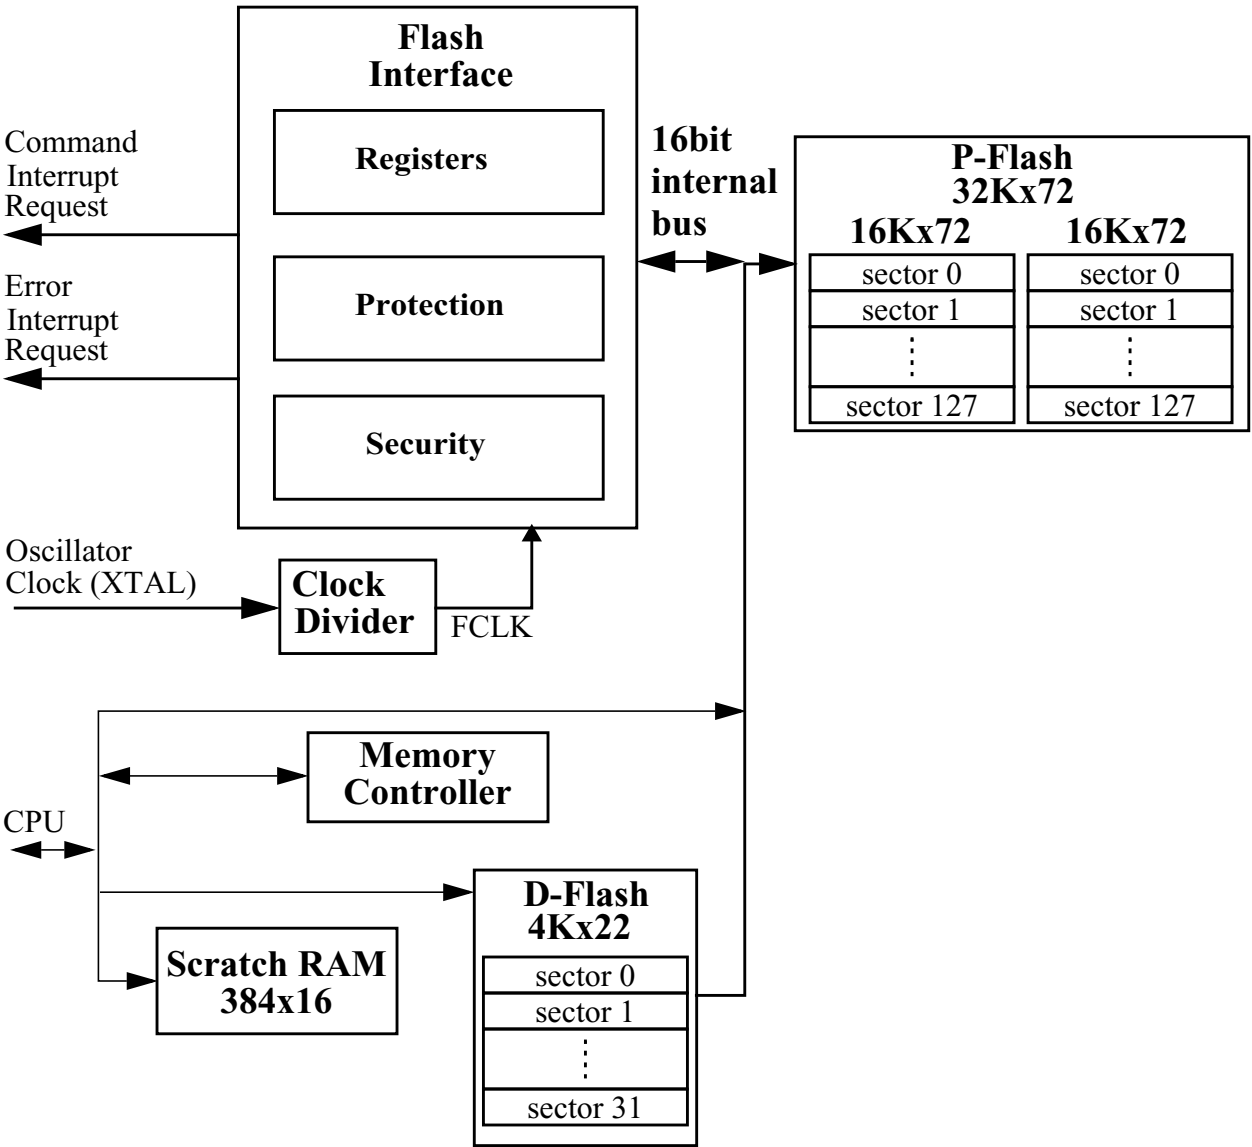 Flash
Interface
Registers
Protection
Security
Command
Interrupt
Request
Error
Interrupt
Request
16bit
internal
bus
P-Flash
32Kx72
16Kx72
16Kx72
sector 0
sector 0
sector 1
sector 1
sector 127
sector 127
Oscillator
Clock (XTAL)
Clock
Divider
FCLK
Memory
Controller
CPU
D-Flash
4Kx22
sector 0
sector 1
sector 31
Scratch RAM
384x16